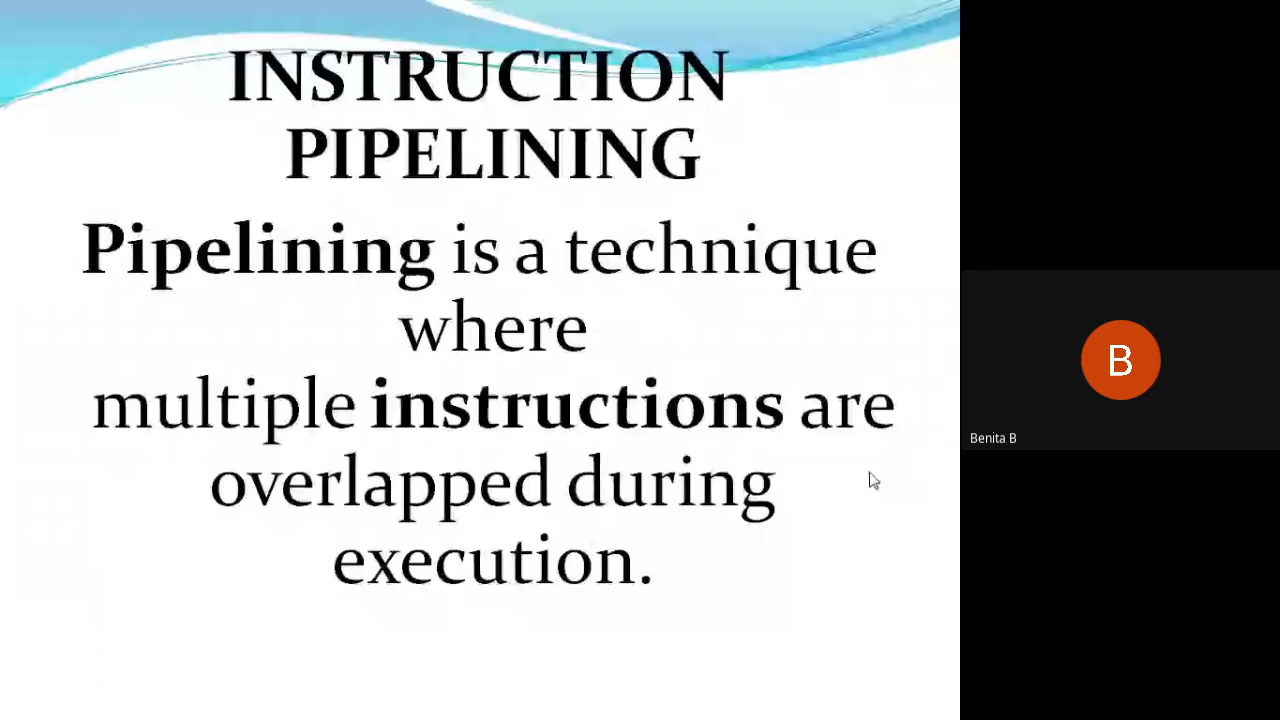 INSTRUCTION
PIPELINING
Pipelining is a technique
where
multiple instructions are
overlapped during
execution.
B
Benita B